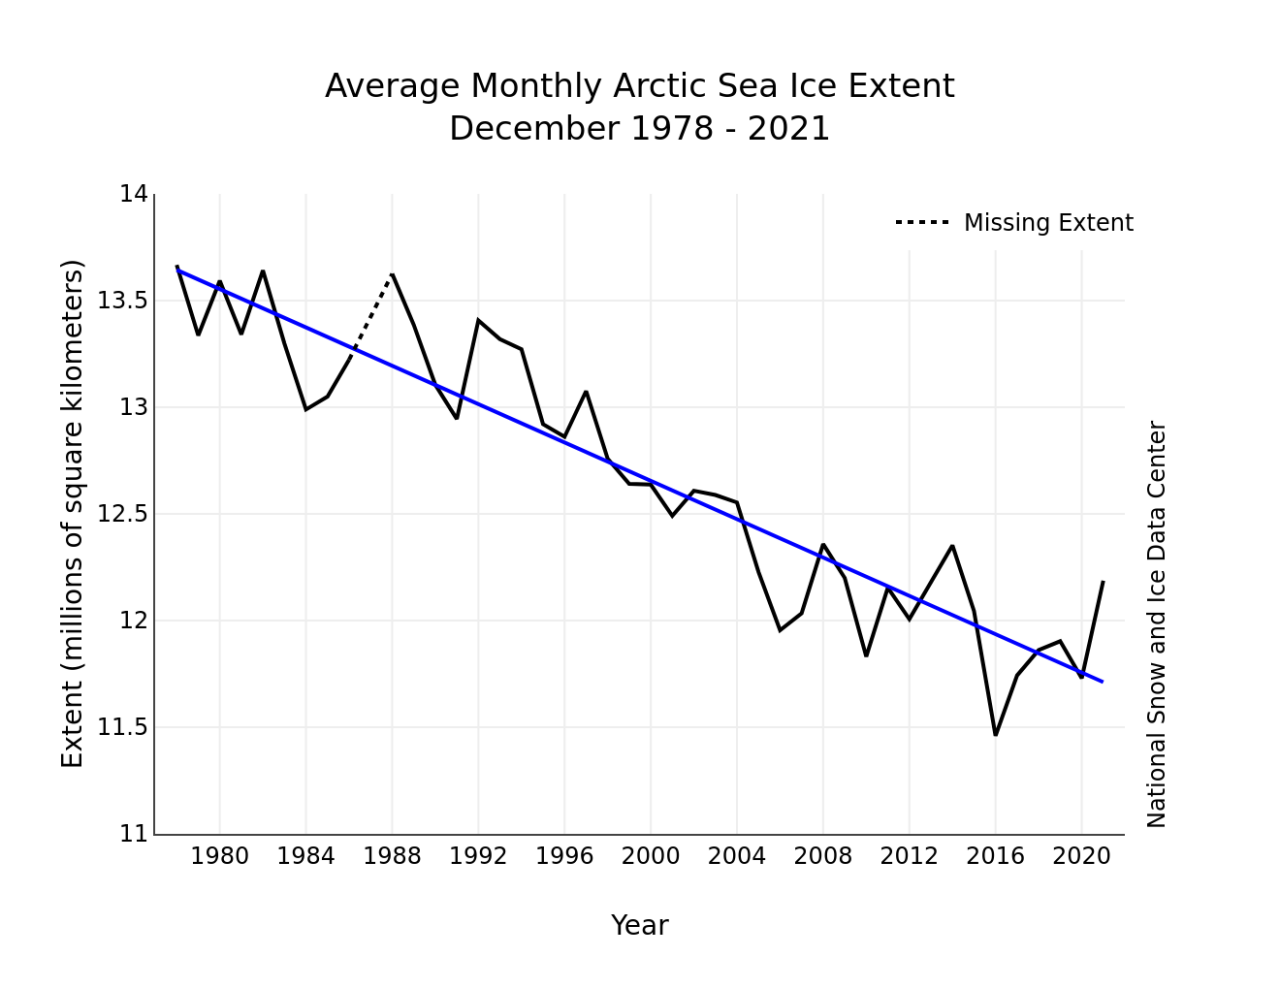 Average Monthly Arctic Sea Ice Extent
December 1978 - 2021
Missing Extent
Extent (millions of square kilometers)
14
13.5
13
12.5
12
11.5
11
1980 1984 1988 1992 1996 2000 2004 2008 2012 2016 2020
Year
National Snow and Ice Data Center